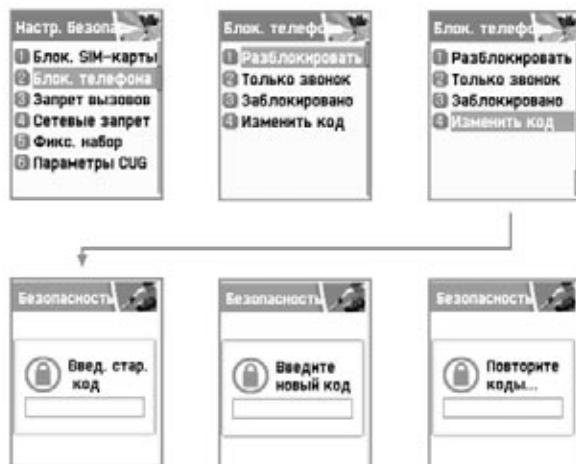 Настр. Безопа
1 Блок. SIM-карты
2 Блок. телефона
3 Запрет вызовов
4 Сетевые запрет
5 Фикс. набор
6 Параметры CUG
Блок. телефо
1 Разблокировать
2 Только звонок
3 Заблокировано
4 Изменить код
Блок. телефо
1 Разблокировать
2 Только звонок
3 Заблокировано
4 Изменить код
Безопасность
Введ. стар.
код
Безопасность
Введите
новый код
Безопасность
Повторите
коды...